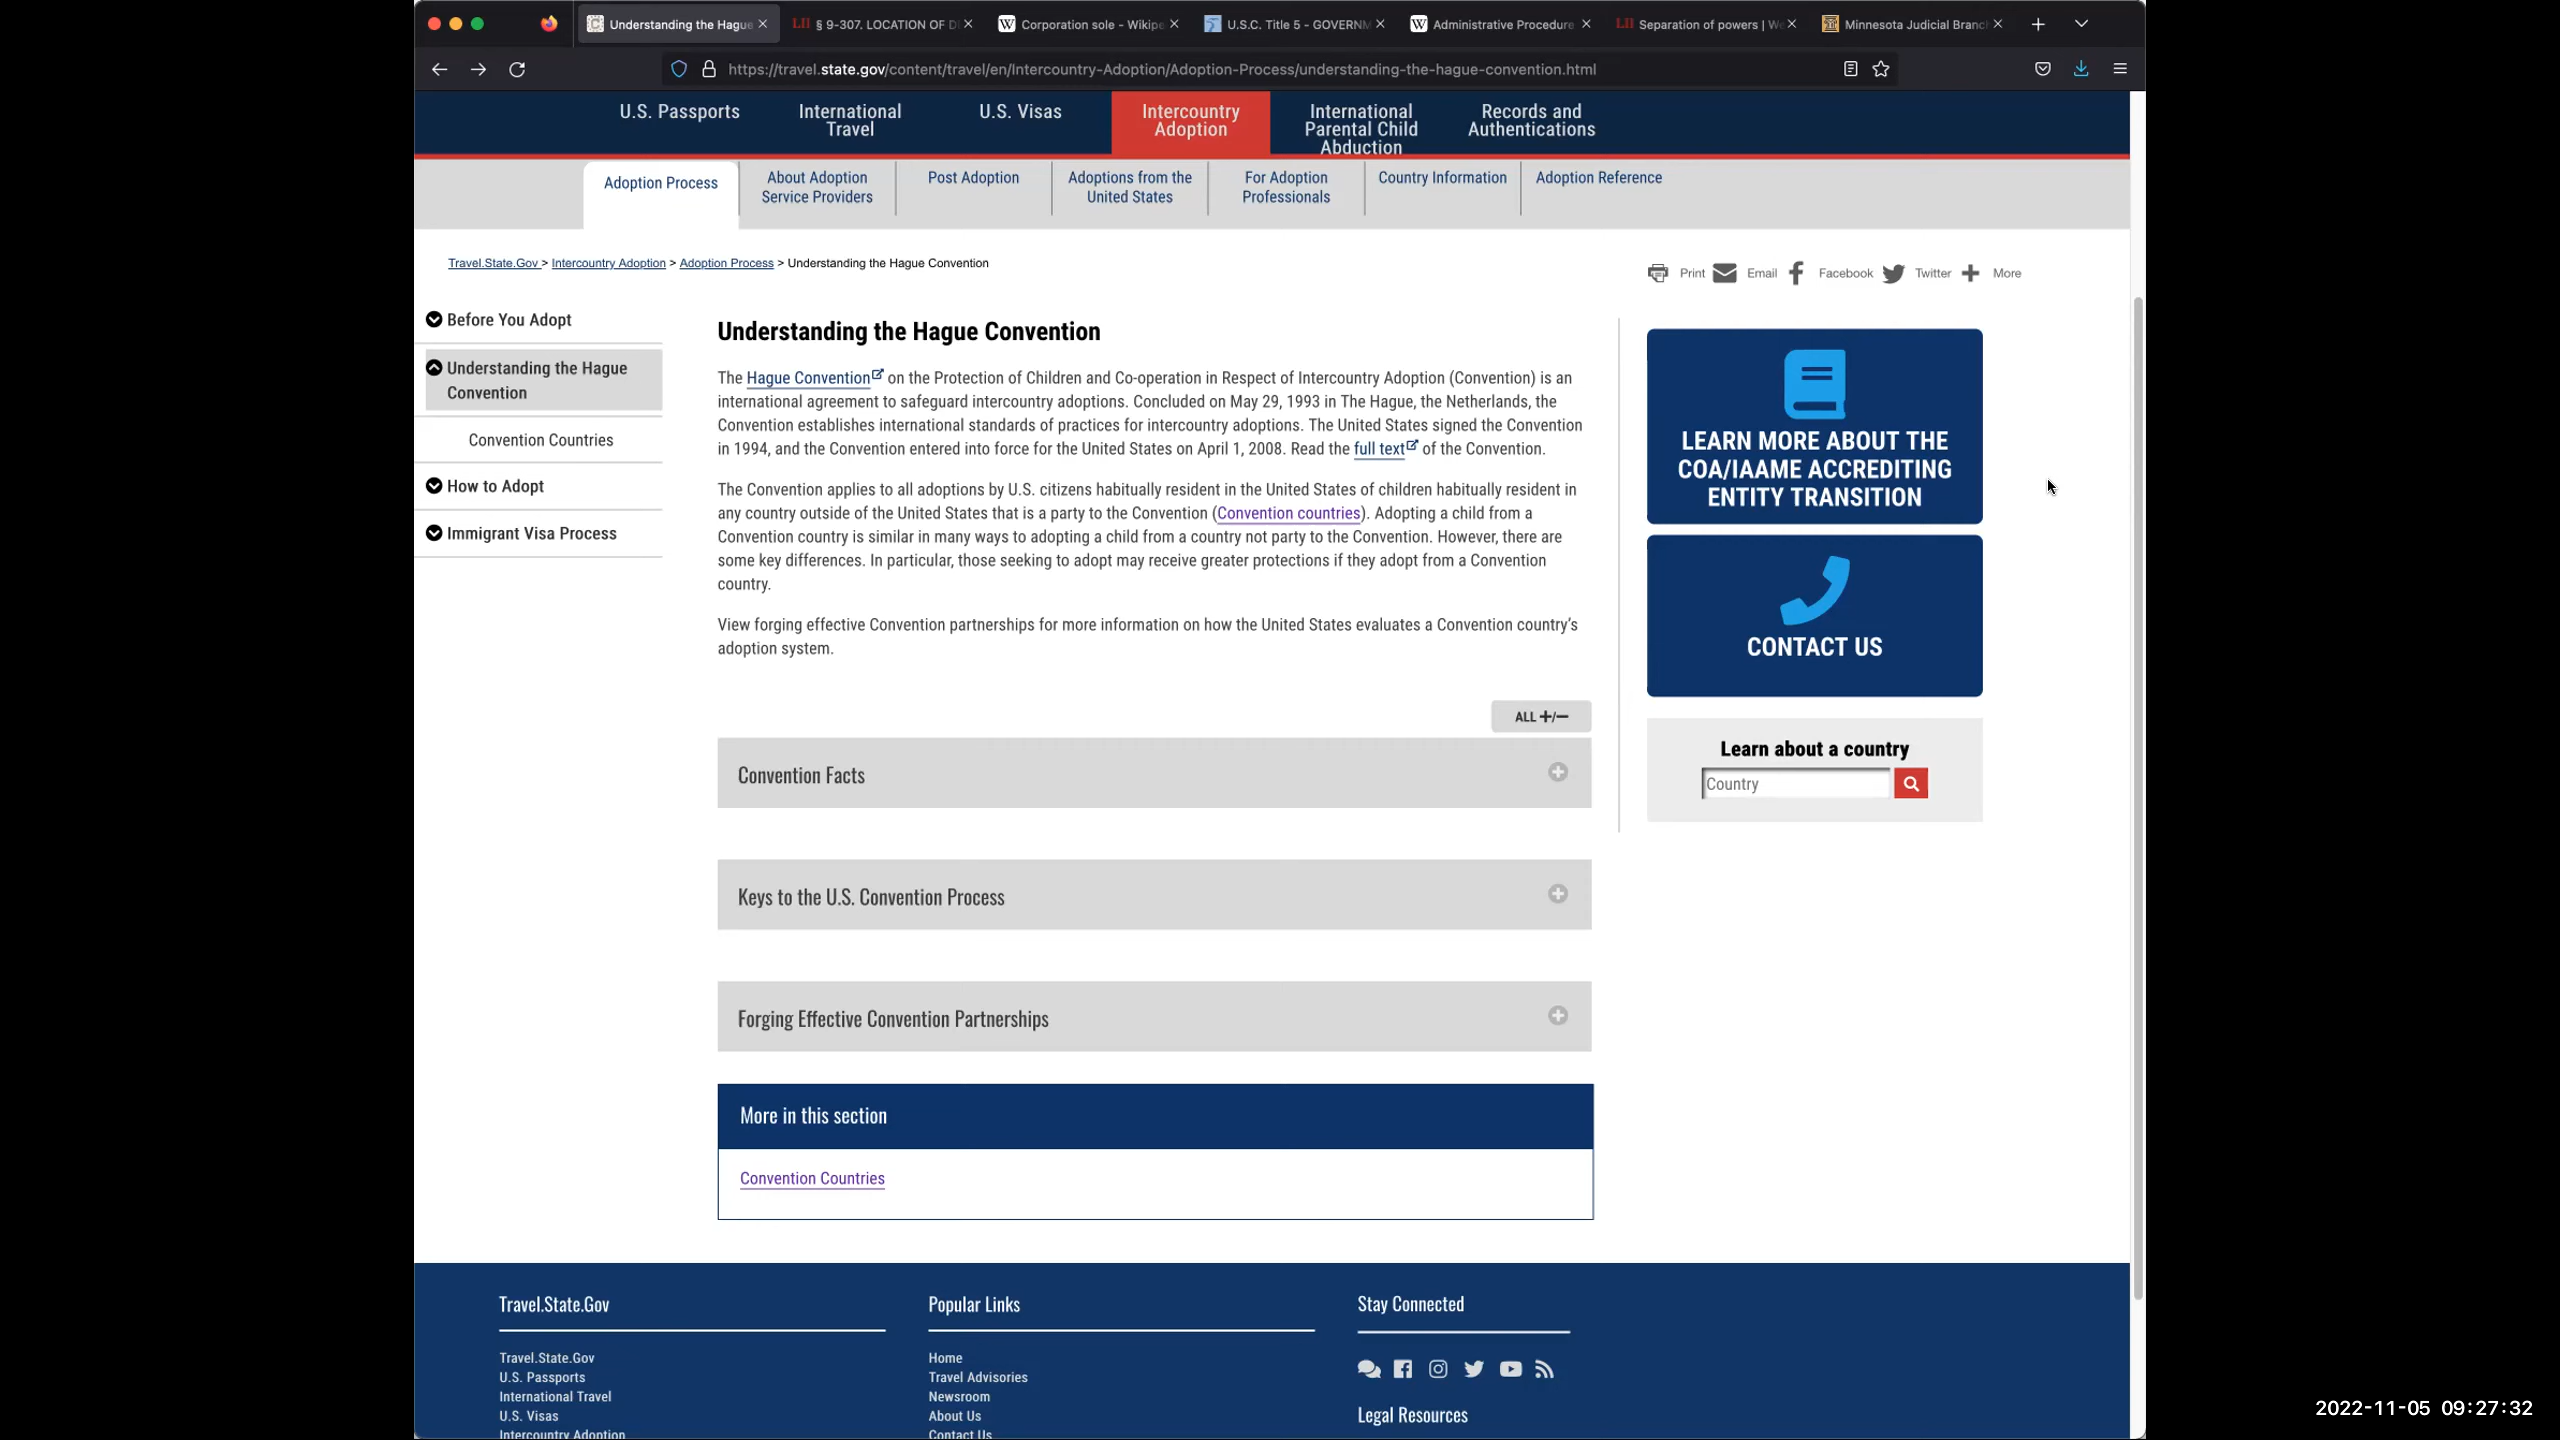 Understanding the Hague
§ 9-307. LOCATION OF D
Corporation sole - Wikipe
U.S.C. Title 5 - GOVERNM
Administrative Procedure
Separation of powers | We
Minnesota Judicial Branc
https://travel.state.gov/content/travel/en/Intercountry-Adoption/Adoption-Process/understanding-the-hague-convention.html
U.S. Passports
International
Travel
U.S. Visas
Intercountry
Adoption
International
Parental Child
Abduction
Records and
Authentications
Adoption Process
About Adoption
Service Providers
Post Adoption
Adoptions from the
United States
For Adoption
Professionals
Country Information
Adoption Reference
Travel.State.Gov > Intercountry Adoption > Adoption Process > Understanding the Hague Convention
Print
Email
Facebook
Twitter
More
Before You Adopt
Understanding the Hague
Convention
Convention Countries
How to Adopt
Immigrant Visa Process
Understanding the Hague Convention
The Hague Convention on the Protection of Children and Co-operation in Respect of Intercountry Adoption (Convention) is an
international agreement to safeguard intercountry adoptions. Concluded on May 29, 1993 in The Hague, the Netherlands, the
Convention establishes international standards of practices for intercountry adoptions. The United States signed the Convention
in 1994, and the Convention entered into force for the United States on April 1, 2008. Read the full text of the Convention.
The Convention applies to all adoptions by U.S. citizens habitually resident in the United States of children habitually resident in
any country outside of the United States that is a party to the Convention (Convention countries). Adopting a child from a
Convention country is similar in many ways to adopting a child from a country not party to the Convention. However, there are
some key differences. In particular, those seeking to adopt may receive greater protections if they adopt from a Convention
country.
View forging effective Convention partnerships for more information on how the United States evaluates a Convention country's
adoption system.
ALL +/−
Convention Facts
Keys to the U.S. Convention Process
Forging Effective Convention Partnerships
More in this section
Convention Countries
LEARN MORE ABOUT THE
COA/IAAME ACCREDITING
ENTITY TRANSITION
CONTACT US
Learn about a country
Country
Travel.State.Gov
Travel.State.Gov
U.S. Passports
International Travel
U.S. Visas
Intercountry Adoption
Popular Links
Home
Travel Advisories
Newsroom
About Us
Contact Us
Stay Connected
Legal Resources
2022-11-05 09:27:32